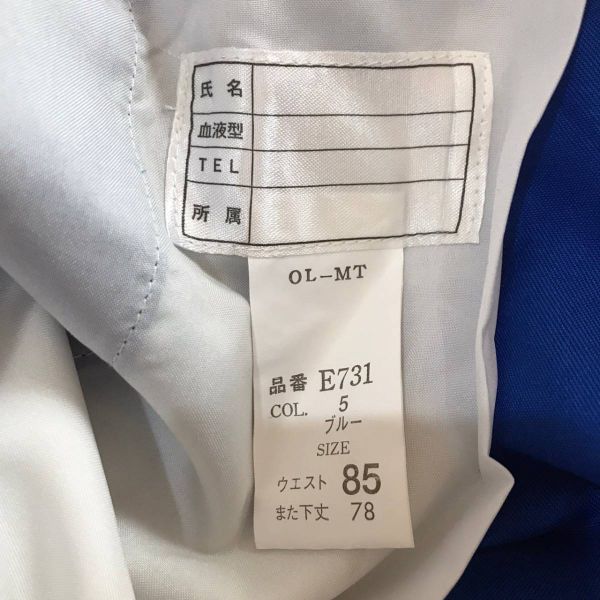 氏名
血液型
TEL
所属
OL-MT
品番 E731
COL. 5
ブルー
SIZE
ウエスト 85
また下丈 78